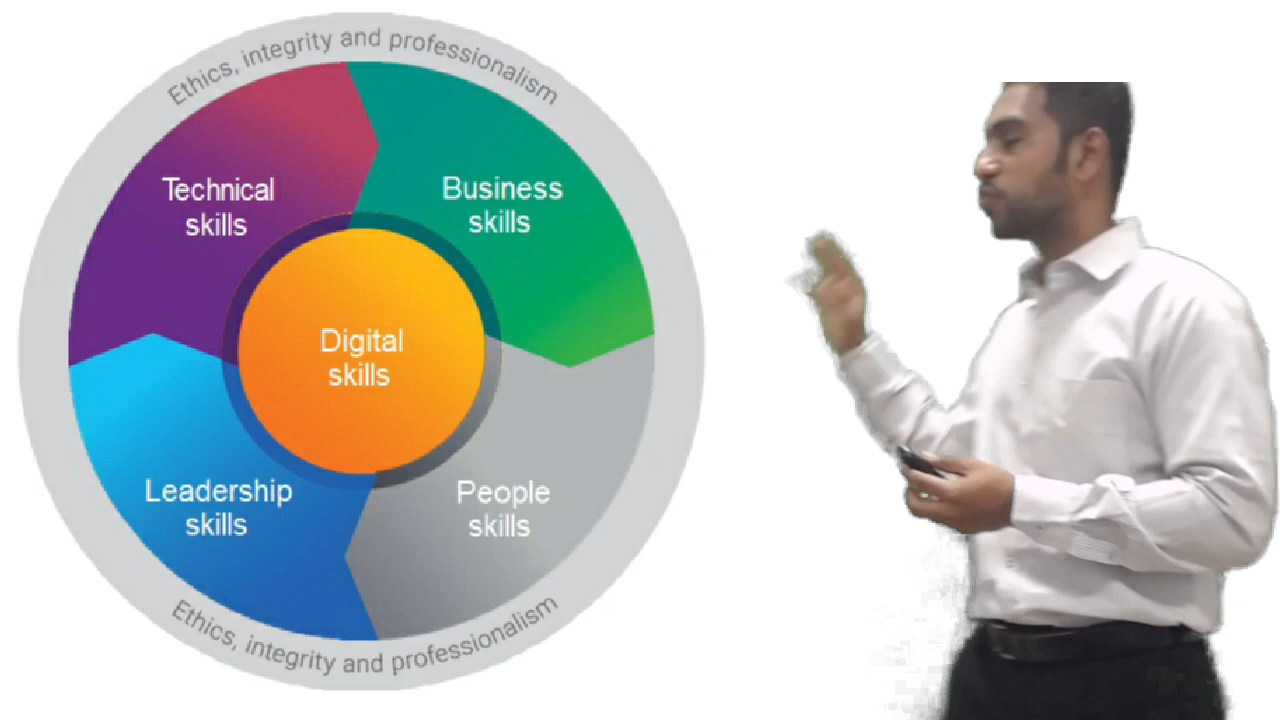 Ethics, integrity and professionalism
Technical
skills
Business
skills
Digital
skills
Leadership
skills
People
skills
Ethics, integrity and professionalism